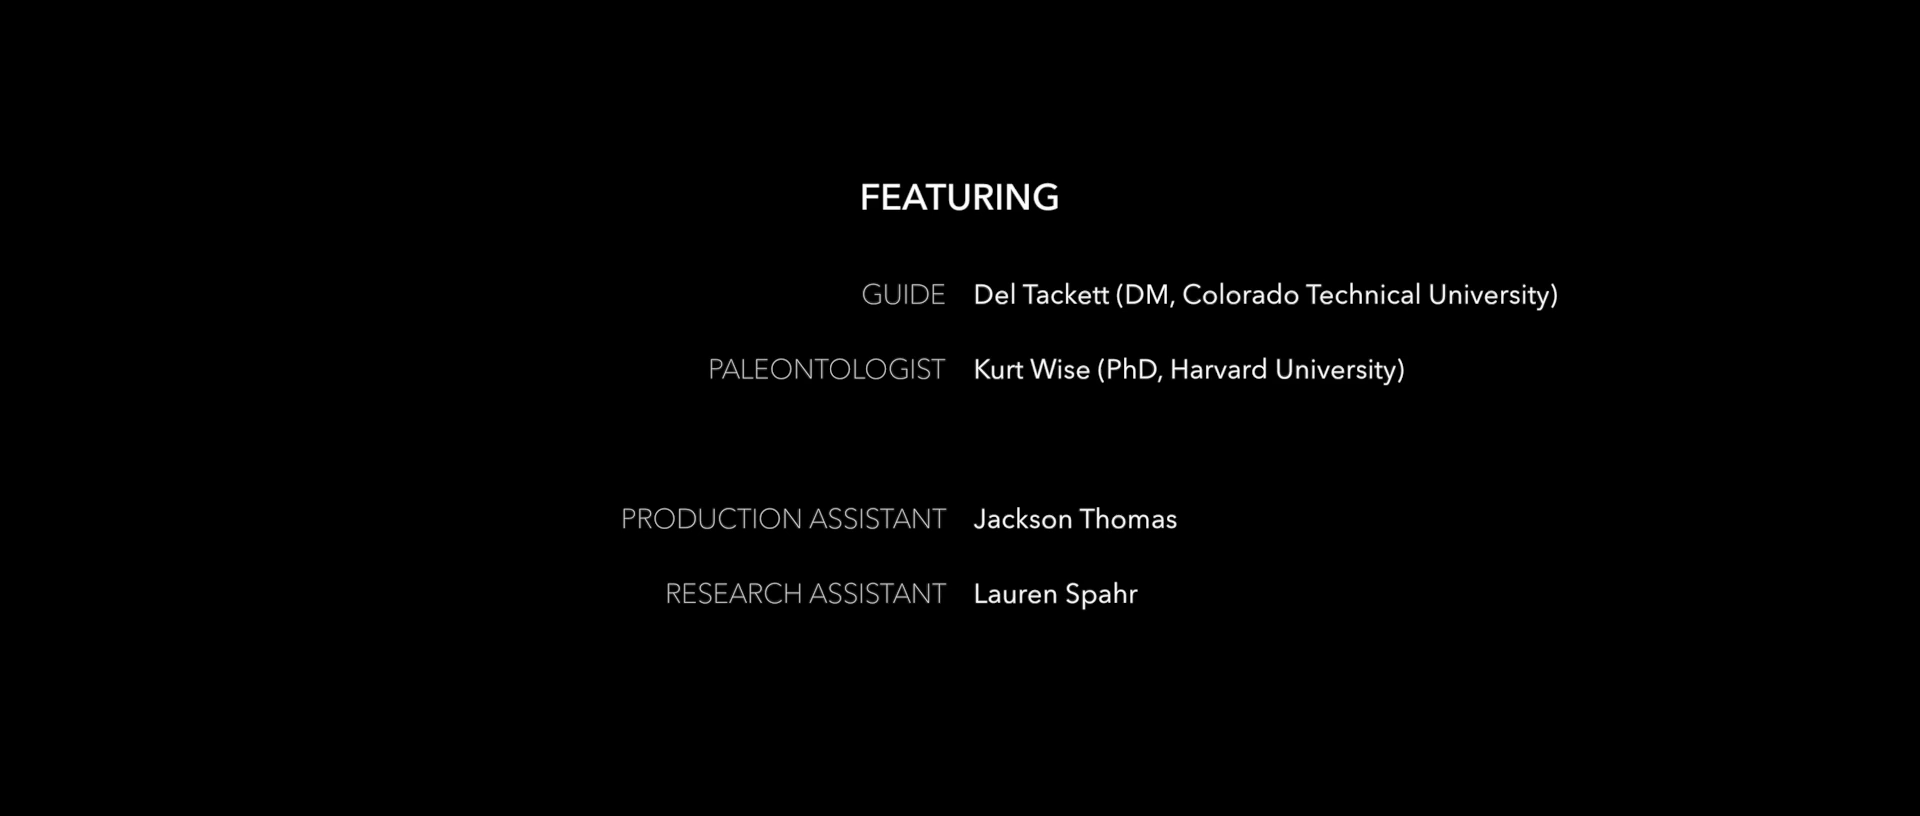 FEATURING
GUIDE Del Tackett (DM, Colorado Technical University)
PALEONTOLOGIST Kurt Wise (PhD, Harvard University)
PRODUCTION ASSISTANT Jackson Thomas
RESEARCH ASSISTANT Lauren Spahr